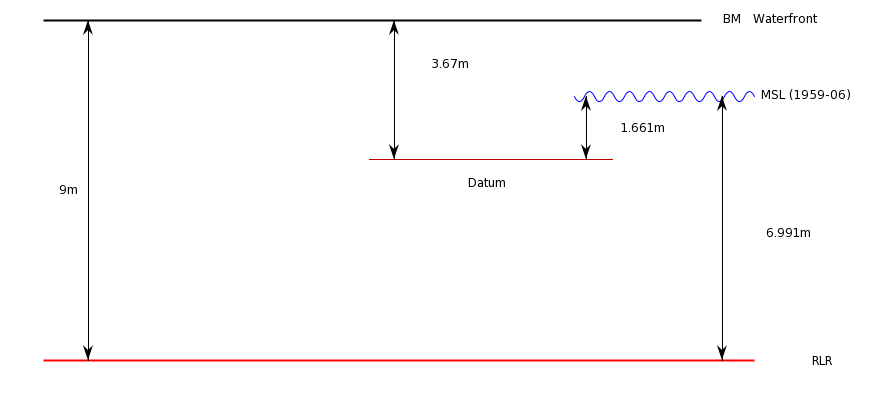 BM Waterfront
3.67m
MSL (1959-06)
1.661m
Datum
9m
6.991m
RLR